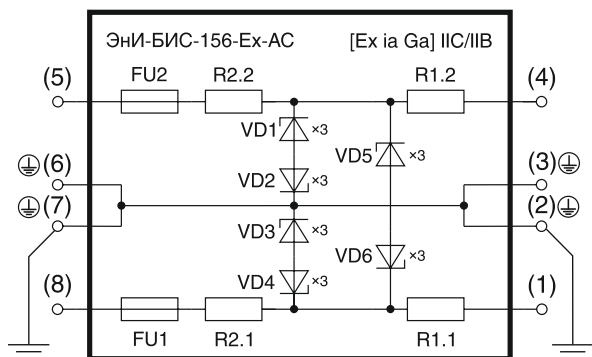 ЭнИ-БИС-156-Ex-AC [Ex ia Ga] IIC/IIB
(5) FU2 R2.2 R1.2 (4)
VD1 ×3
VD5 ×3
(6) VD2 ×3 (3)
(7) VD3 ×3 (2)
VD6 ×3
VD4 ×3
(8) FU1 R2.1 R1.1 (1)